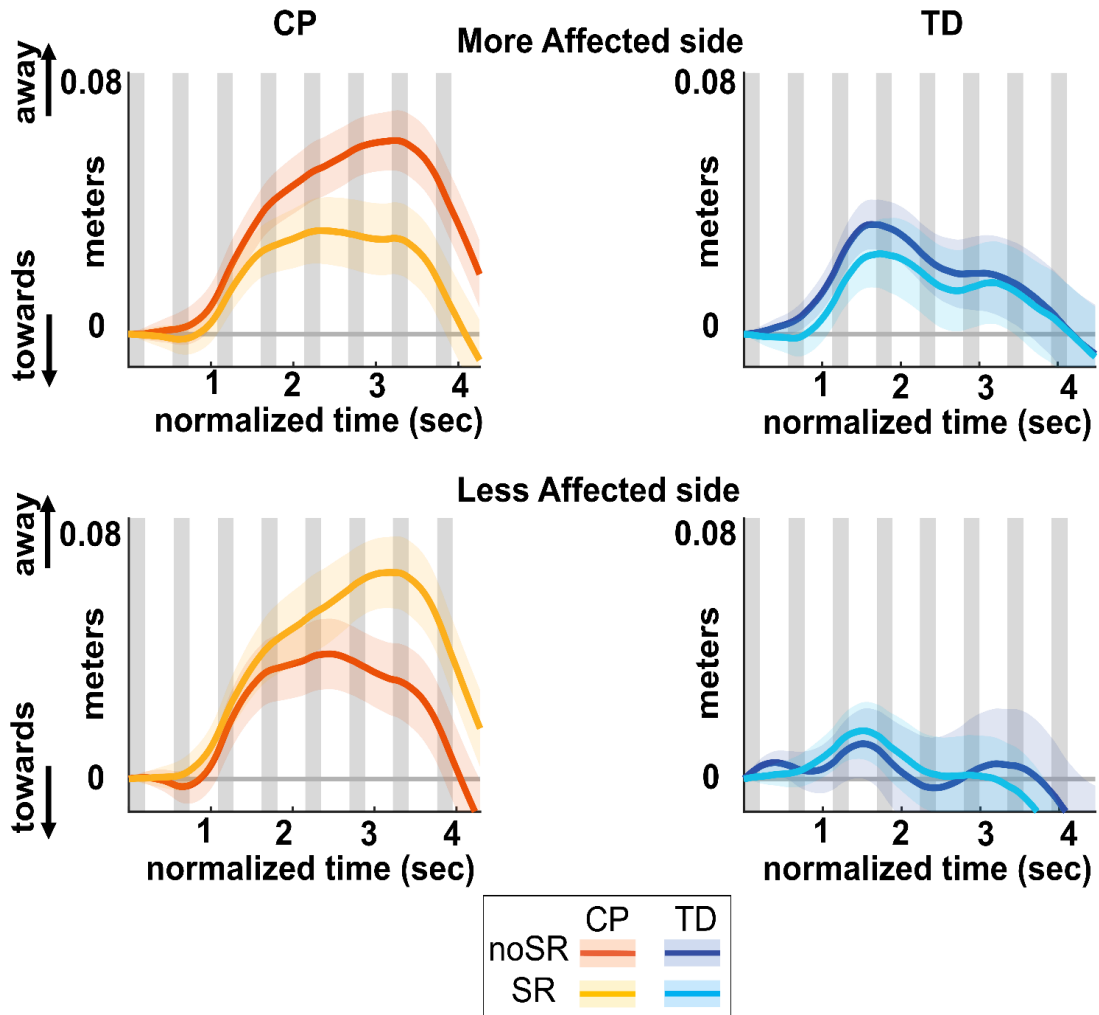 CP
TD
More Affected side
away
0.08
meters
0
towards
1 2 3 4
normalized time (sec)
0.08
meters
0
1 2 3 4
normalized time (sec)
Less Affected side
away
0.08
meters
0
towards
1 2 3 4
normalized time (sec)
0.08
meters
0
1 2 3 4
normalized time (sec)
CP TD
noSR
SR